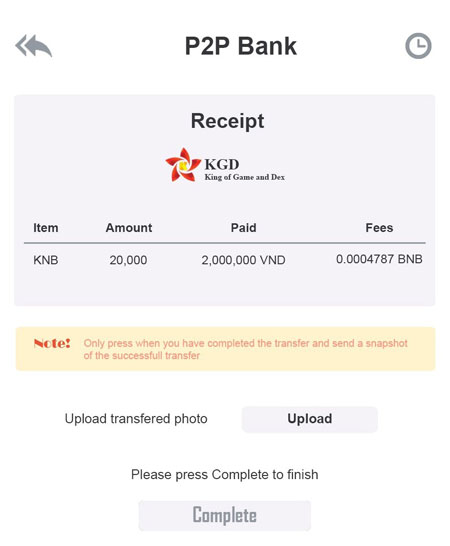 P2P Bank
Receipt
KGD
King of Game and Dex
Item Amount Paid Fees
KNB 20,000 2,000,000 VND 0.0004787 BNB
Note! Only press when you have completed the transfer and send a snapshot
of the successfull transfer
Upload transfered photo Upload
Please press Complete to finish
Complete